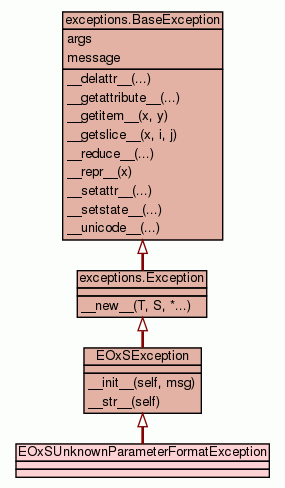 exceptions.BaseException
args
message
__delattr__(...)
__getattribute__(...)
__getitem__(x, y)
__getslice__(x, i, j)
__reduce__(...)
__repr__(x)
__setattr__(...)
__setstate__(...)
__unicode__(...)
exceptions.Exception
__new__(T, S, *...)
EOxSException
__init__(self, msg)
__str__(self)
EOxSUnknownParameterFormatException